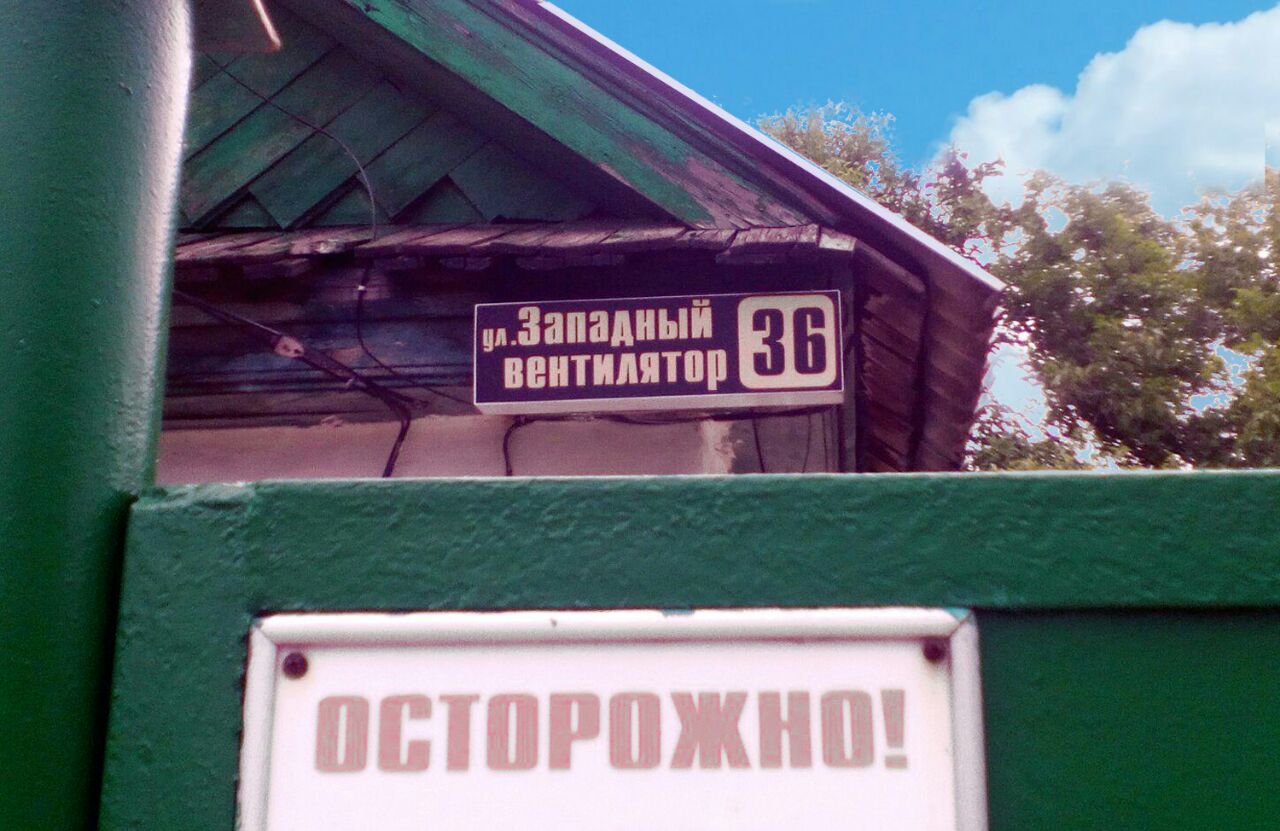 ул. Западный
вентилятор 36
ОСТОРОЖНО!